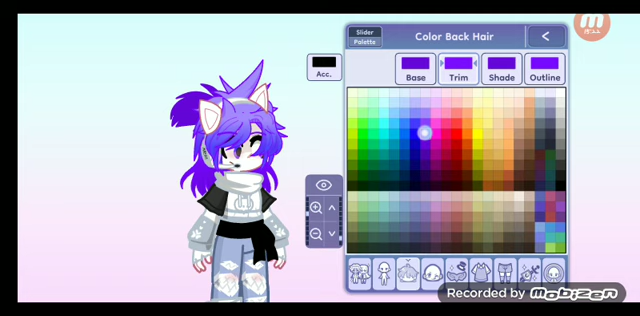 Slider
Palette
Color Back Hair
<
Acc.
Base
Trim
Shade
Outline
Recorded by
MOBIZEN